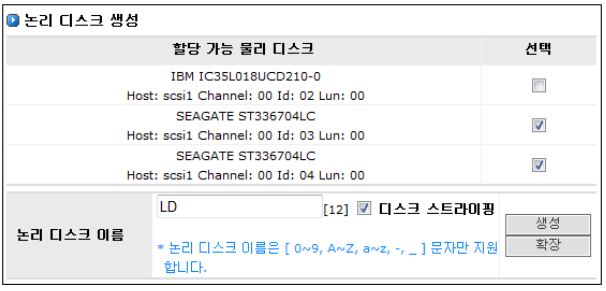 논리 디스크 생성
할당 가능 물리 디스크 선택
IBM IC35L018UCD210-0
Host: scsi1 Channel: 00 Id: 02 Lun: 00
SEAGATE ST336704LC
Host: scsi1 Channel: 00 Id: 03 Lun: 00
SEAGATE ST336704LC
Host: scsi1 Channel: 00 Id: 04 Lun: 00
논리 디스크 이름
LD [12] 디스크 스트라이핑
* 논리 디스크 이름은 [ 0~9, A~Z, a~z, -, _ ] 문자만 지원
합니다.
생성
확장